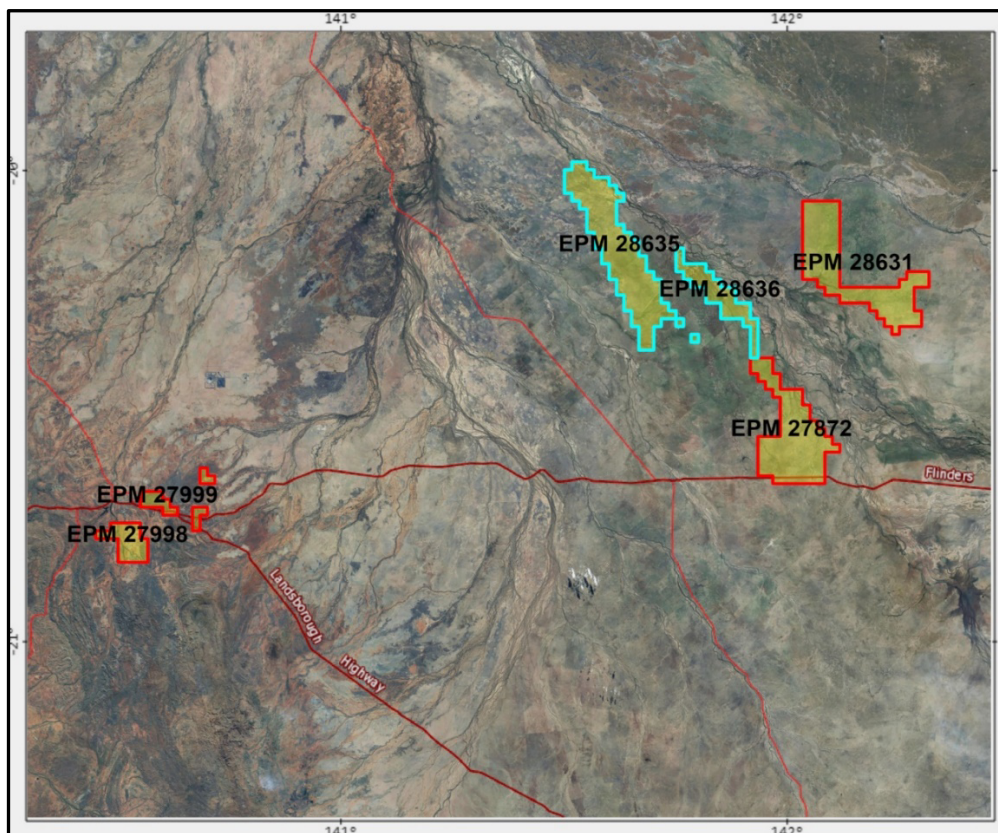 141°
142°
-20°
EPM 28635
EPM 28631
EPM 28636
EPM 27872
Flinders
EPM 27999
EPM 27998
Landsborough
Highway
-21°
141°
142°